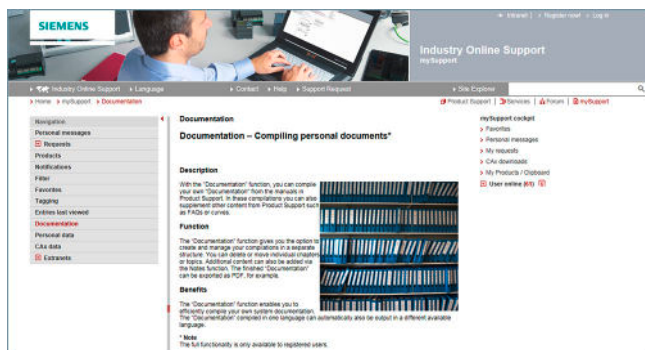 Intranet | Register now! Log in
SIEMENS
Industry Online Support
mySupport
Industry Online Support Language Contact Help Support Request Site Explorer
Home mySupport Documentation Product Support | Services | Forum | mySupport
Navigation
Personal messages
Requests
Products
Notifications
Filter
Favorites
Tagging
Entries last viewed
Documentation
Personal data
CAx data
Extranets
Documentation
Documentation – Compiling personal documents*
Description
With the "Documentation" function, you can compile
your own "Documentation" from the manuals in
Product Support. In these compilations you can also
supplement other content from Product Support such
as FAQs or curves.
Function
The "Documentation" function gives you the option to
create and manage your compilations in a separate
structure. You can delete or move individual chapters
or topics. Additional content can also be added via
the Notes function. The finished "Documentation"
can be exported as PDF, for example.
Benefits
The "Documentation" function enables you to
efficiently compile your own system documentation.
The "Documentation" compiled in one language can automatically also be output in a different available
language.
* Note
The full functionality is only available to registered users.
mySupport cockpit
Favorites
Personal messages
My requests
CAx downloads
My Products / Clipboard
User online (61)